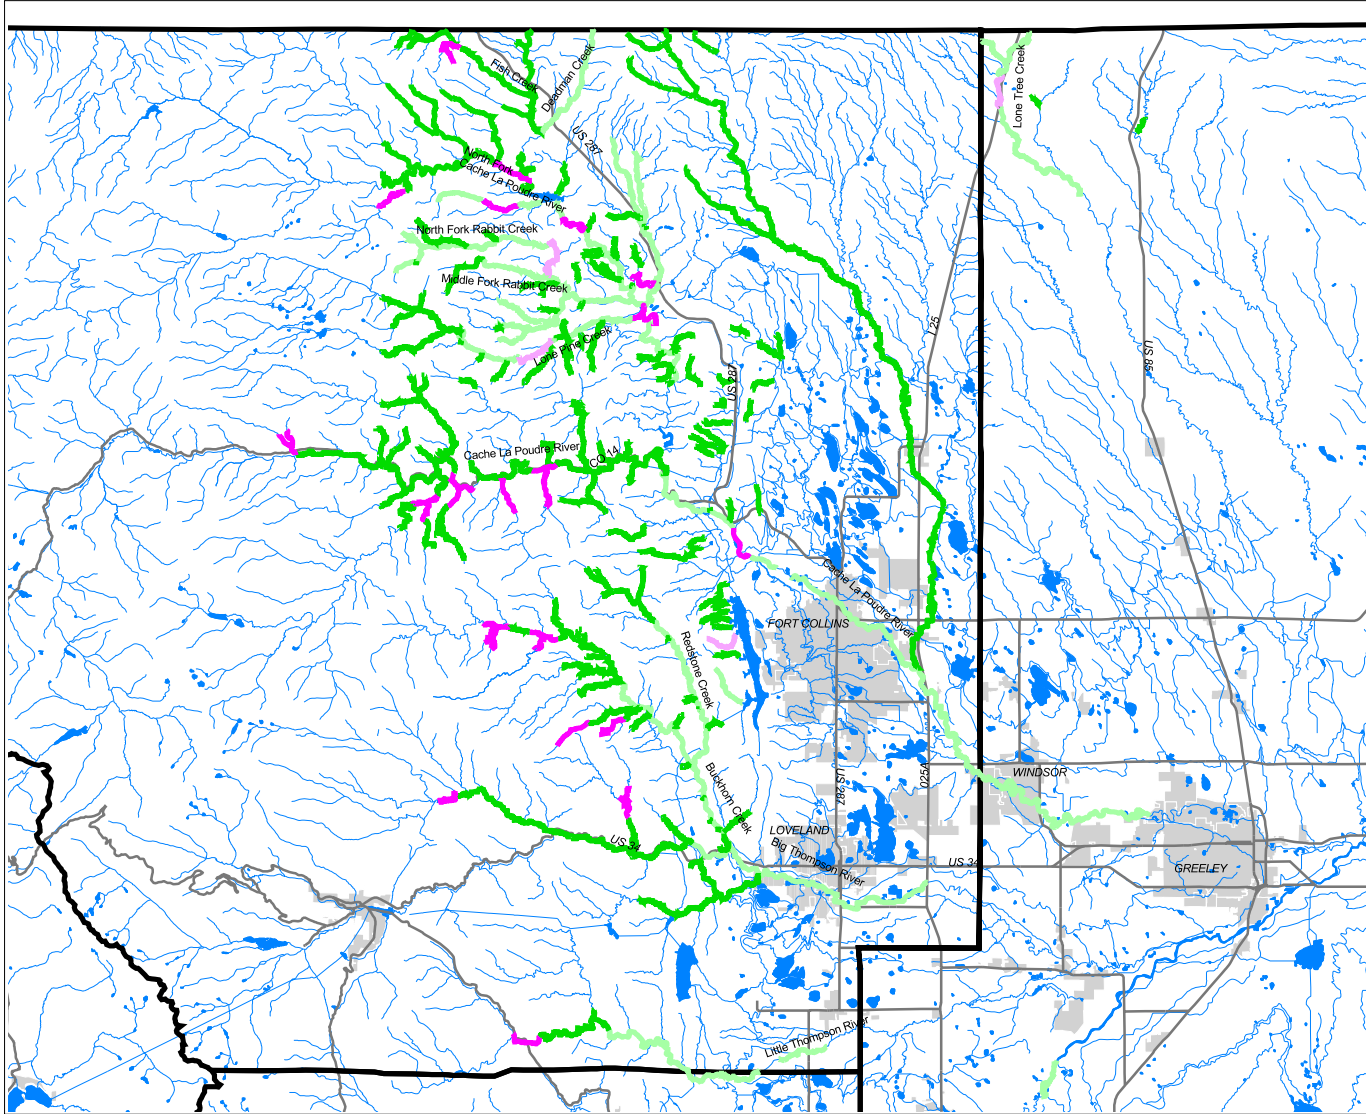 Fish Creek
Deadman Creek
Lone Tree Creek
US 287
North Fork
Cache La Poudre River
North Fork Rabbit Creek
Middle Fork Rabbit Creek
Lone Pine Creek
I 25
US 85
US 287
Cache La Poudre River
CO 14
Cache La Poudre River
FORT COLLINS
Redstone Creek
WINDSOR
US 287
025A
Buckhorn Creek
LOVELAND
US 34
Big Thompson River
US 34
GREELEY
Little Thompson River